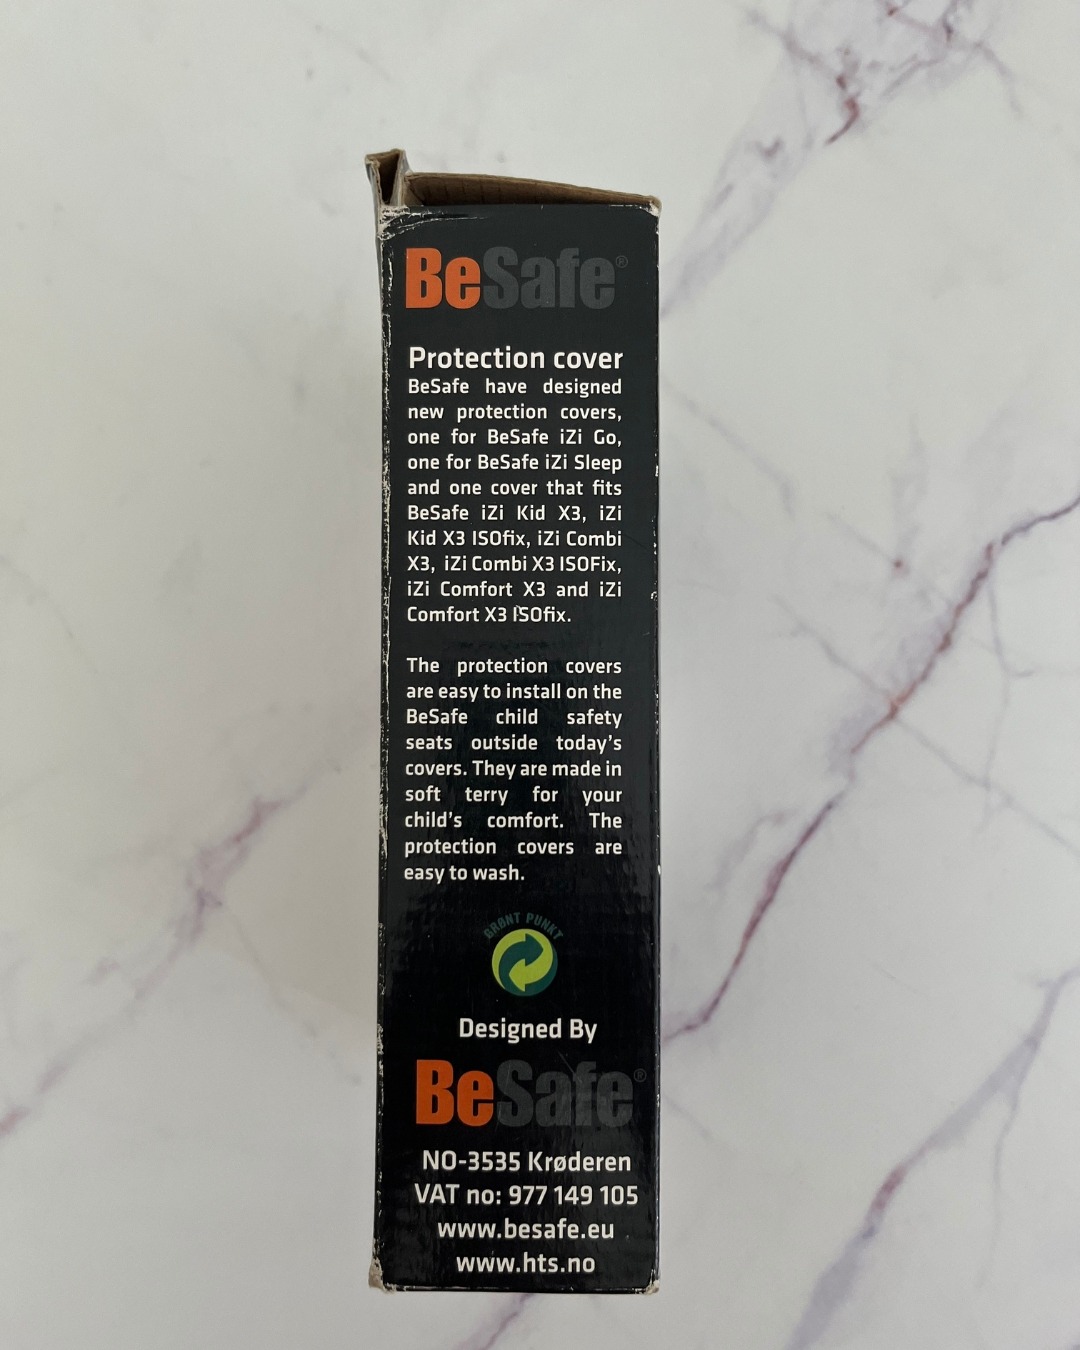 BeSafe®
Protection cover
BeSafe have designed
new protection covers,
one for BeSafe iZi Go,
one for BeSafe iZi Sleep
and one cover that fits
BeSafe iZi Kid X3, iZi
Kid X3 ISOfix, iZi Combi
X3, iZi Combi X3 ISOFix,
iZi Comfort X3 and iZi
Comfort X3 ISOfix.
The protection covers
are easy to install on the
BeSafe child safety
seats outside today's
covers. They are made in
soft terry for your
child's comfort. The
protection covers are
easy to wash.
GRØNT PUNKT
Designed By
BeSafe®
NO-3535 Krøderen
VAT no: 977 149 105
www.besafe.eu
www.hts.no